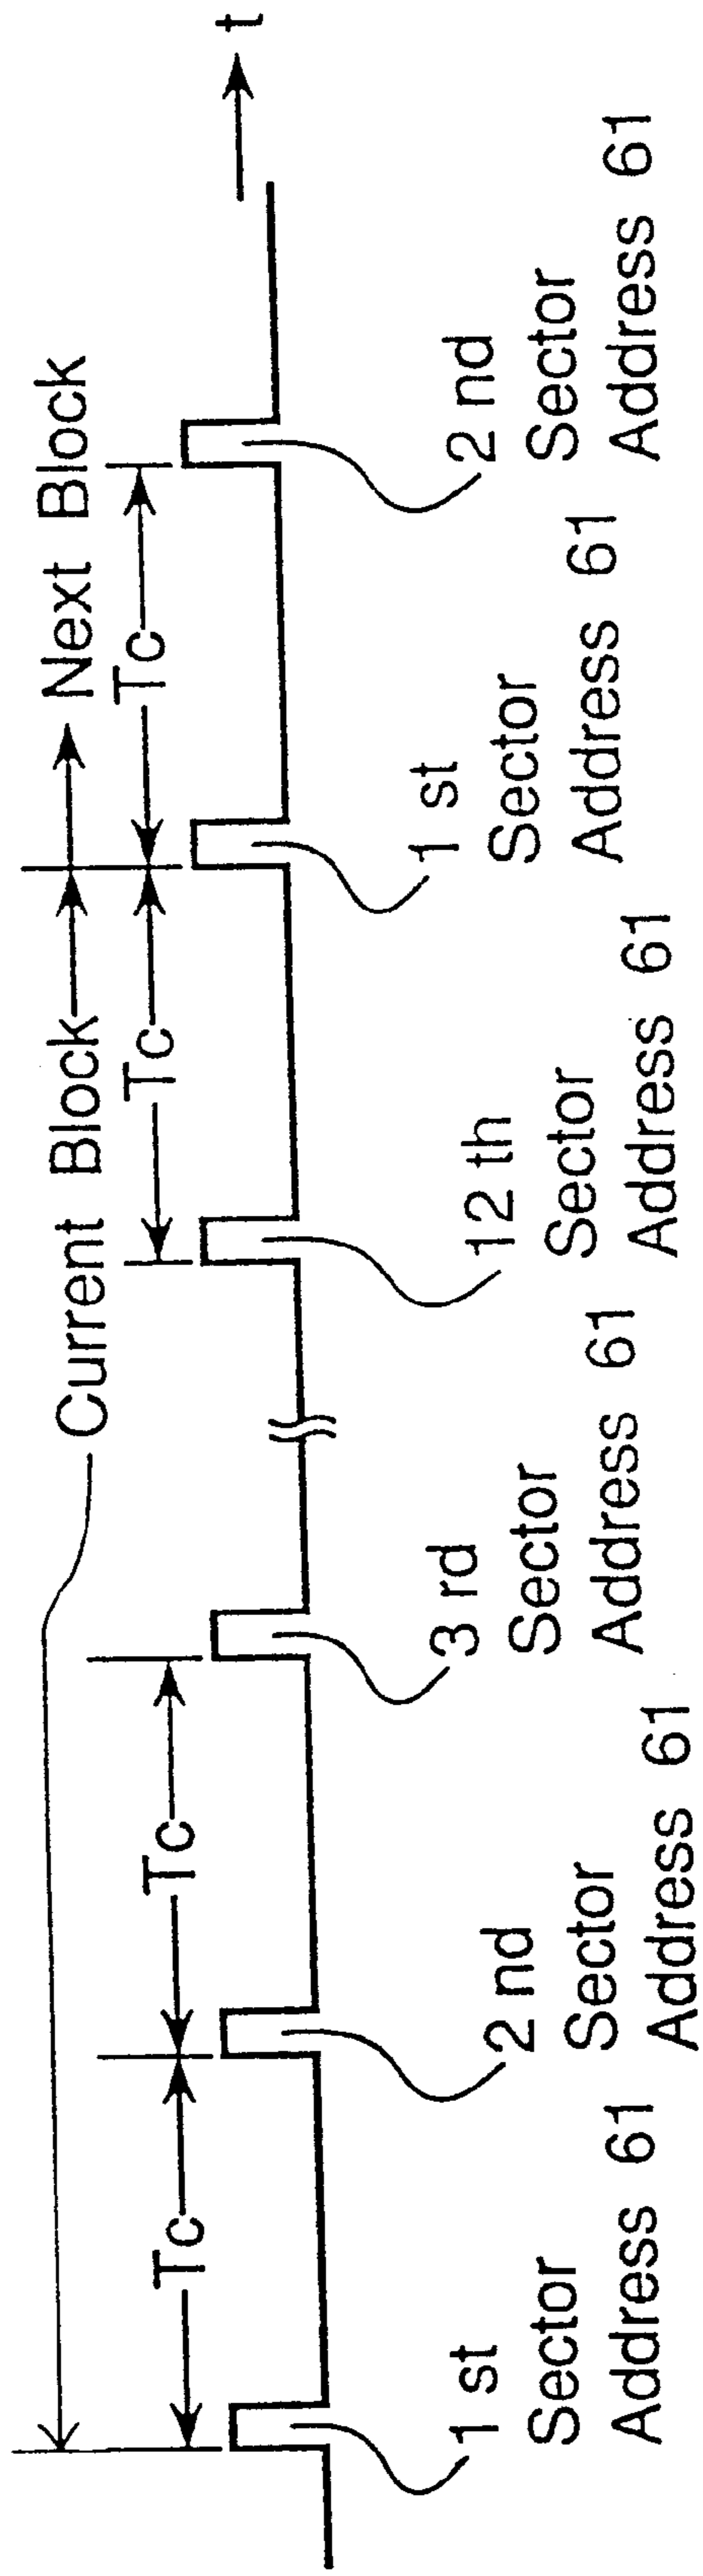 Current Block
Next Block
Tc
Tc
Tc
Tc
t
1 st
Sector
Address 61
2 nd
Sector
Address 61
3 rd
Sector
Address 61
12 th
Sector
Address 61
1 st
Sector
Address 61
2 nd
Sector
Address 61